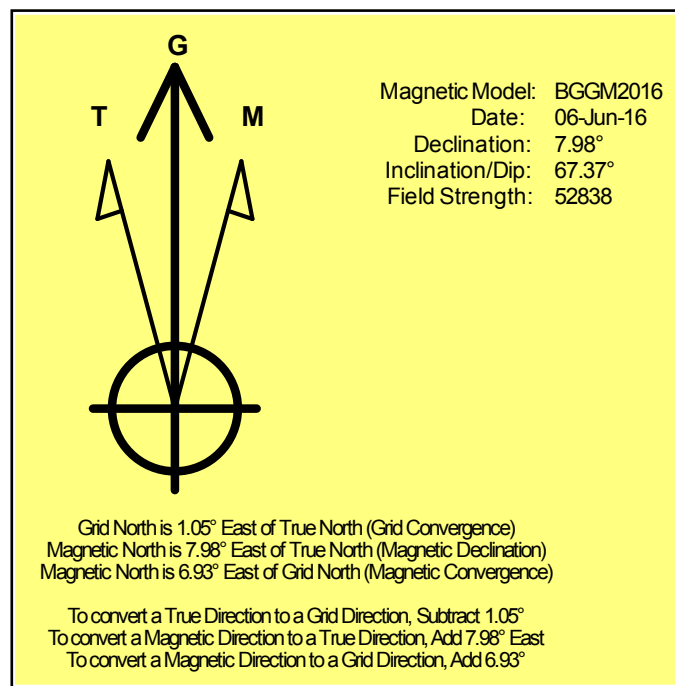 G
T
M
Magnetic Model: BGGM2016
Date: 06-Jun-16
Declination: 7.98°
Inclination/Dip: 67.37°
Field Strength: 52838
Grid North is 1.05° East of True North (Grid Convergence)
Magnetic North is 7.98° East of True North (Magnetic Declination)
Magnetic North is 6.93° East of Grid North (Magnetic Convergence)
To convert a True Direction to a Grid Direction, Subtract 1.05°
To convert a Magnetic Direction to a True Direction, Add 7.98° East
To convert a Magnetic Direction to a Grid Direction, Add 6.93°